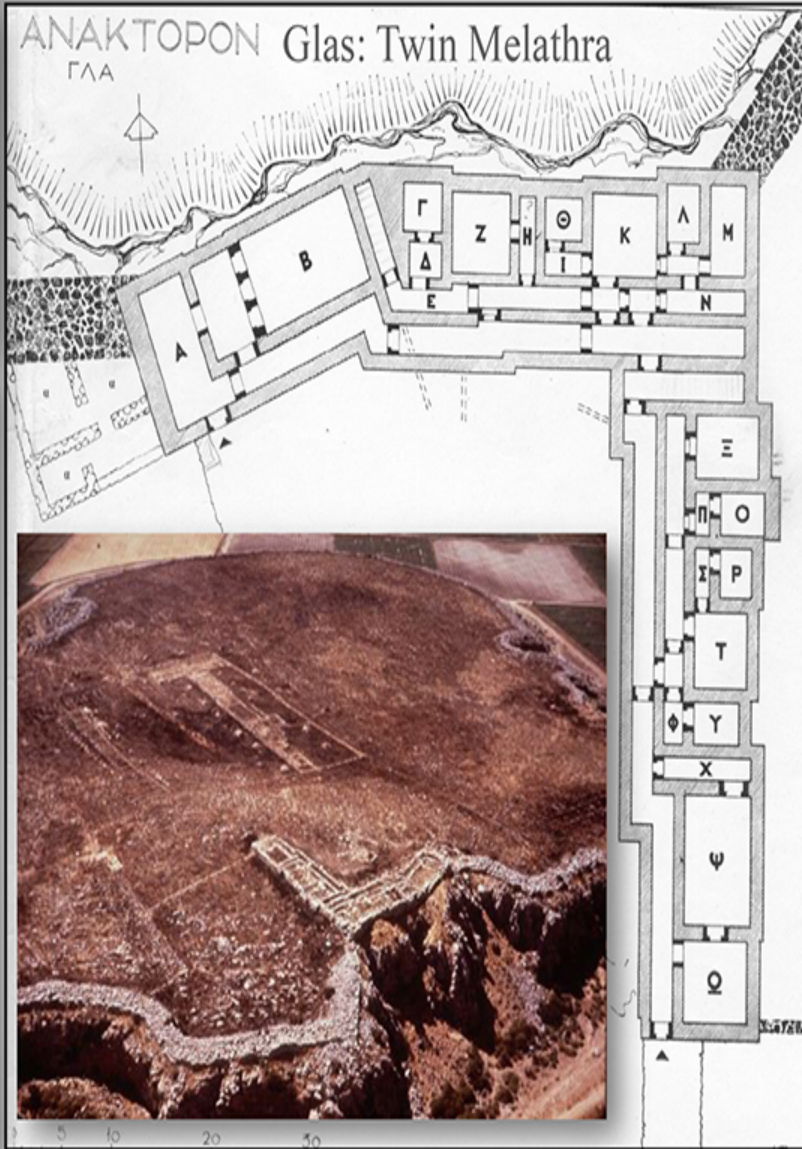 ΑΝΑΚΤΟΡΟΝ Glas: Twin Melathra
ΓΛΑ
Γ
Ζ
Η
Θ
Κ
Λ
Μ
Β
Δ
Ι
Ε
Ν
Α
α
α
α
Ξ
Π
Ο
Σ
Ρ
Τ
Φ
Υ
Χ
Ψ
Ω
5 10 20 30